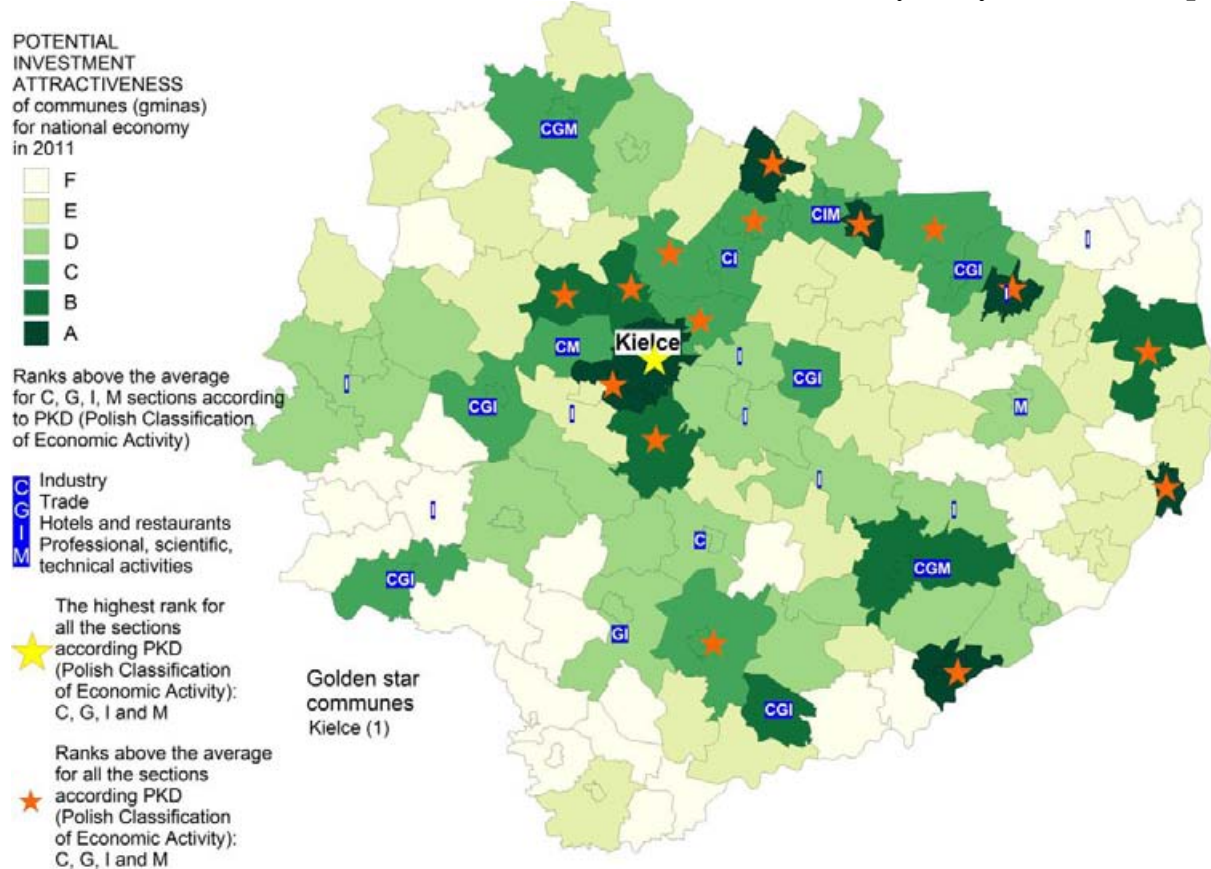 POTENTIAL
INVESTMENT
ATTRACTIVENESS
of communes (gminas)
for national economy
in 2011
F
E
D
C
B
A
Ranks above the average
for C, G, I, M sections according
to PKD (Polish Classification
of Economic Activity)
C Industry
G Trade
I Hotels and restaurants
M Professional, scientific,
technical activities
The highest rank for
all the sections
according PKD
(Polish Classification
of Economic Activity):
C, G, I and M
Ranks above the average
for all the sections
according PKD
(Polish Classification
of Economic Activity):
C, G, I and M
Golden star
communes
Kielce (1)
CGM
CIM
I
CI
CGI
I
Kielce
CM
I
I
CGI
CGI
I
I
M
I
I
I
C
CGM
CGI
GI
CGI